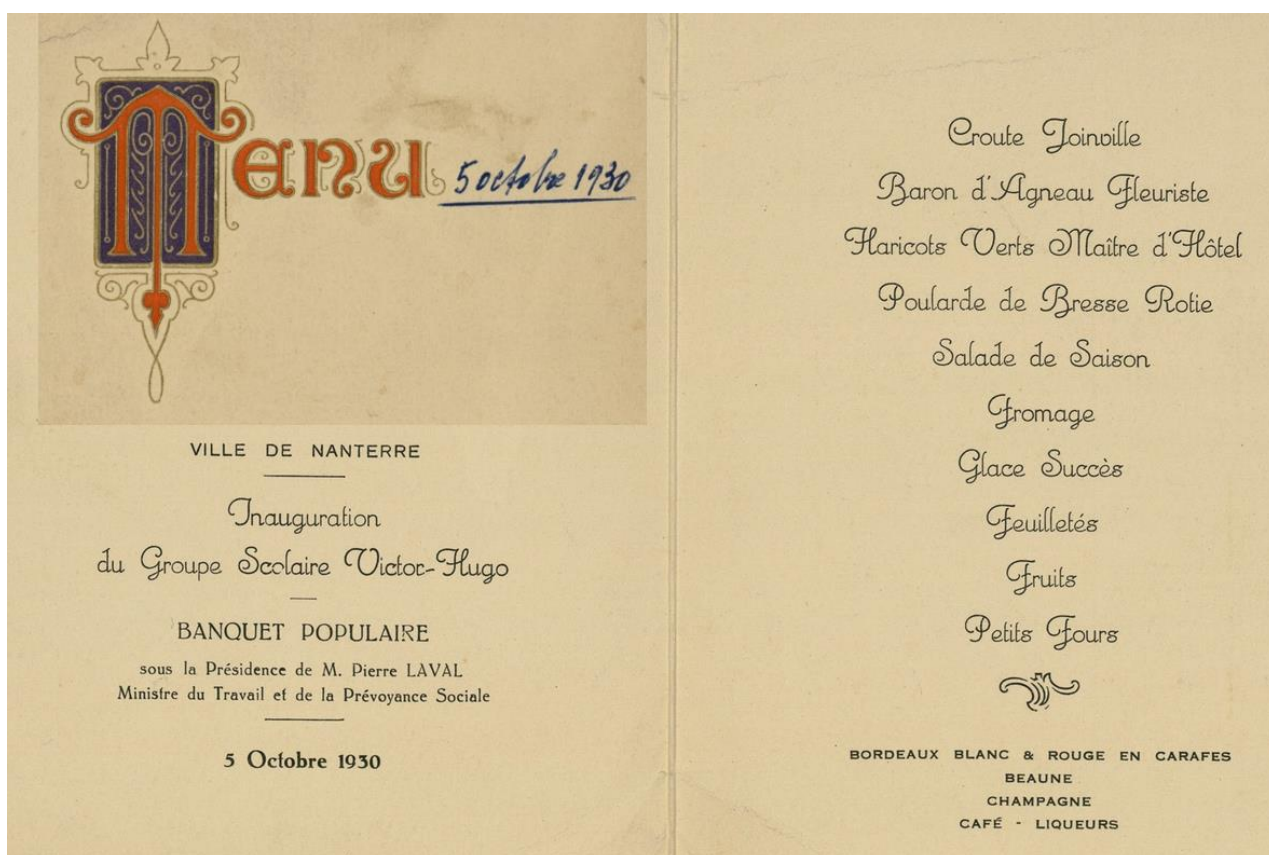 Menu 5 octobre 1930
VILLE DE NANTERRE
Inauguration
du Groupe Scolaire Victor-Hugo
BANQUET POPULAIRE
sous la Présidence de M. Pierre LAVAL
Ministre du Travail et de la Prévoyance Sociale
5 Octobre 1930
Croute Joinville
Baron d'Agneau Fleuriste
Haricots Verts Maître d'Hôtel
Poularde de Bresse Rotie
Salade de Saison
Fromage
Glace Succès
Feuilletés
Fruits
Petits Fours
BORDEAUX BLANC & ROUGE EN CARAFES
BEAUNE
CHAMPAGNE
CAFÉ - LIQUEURS